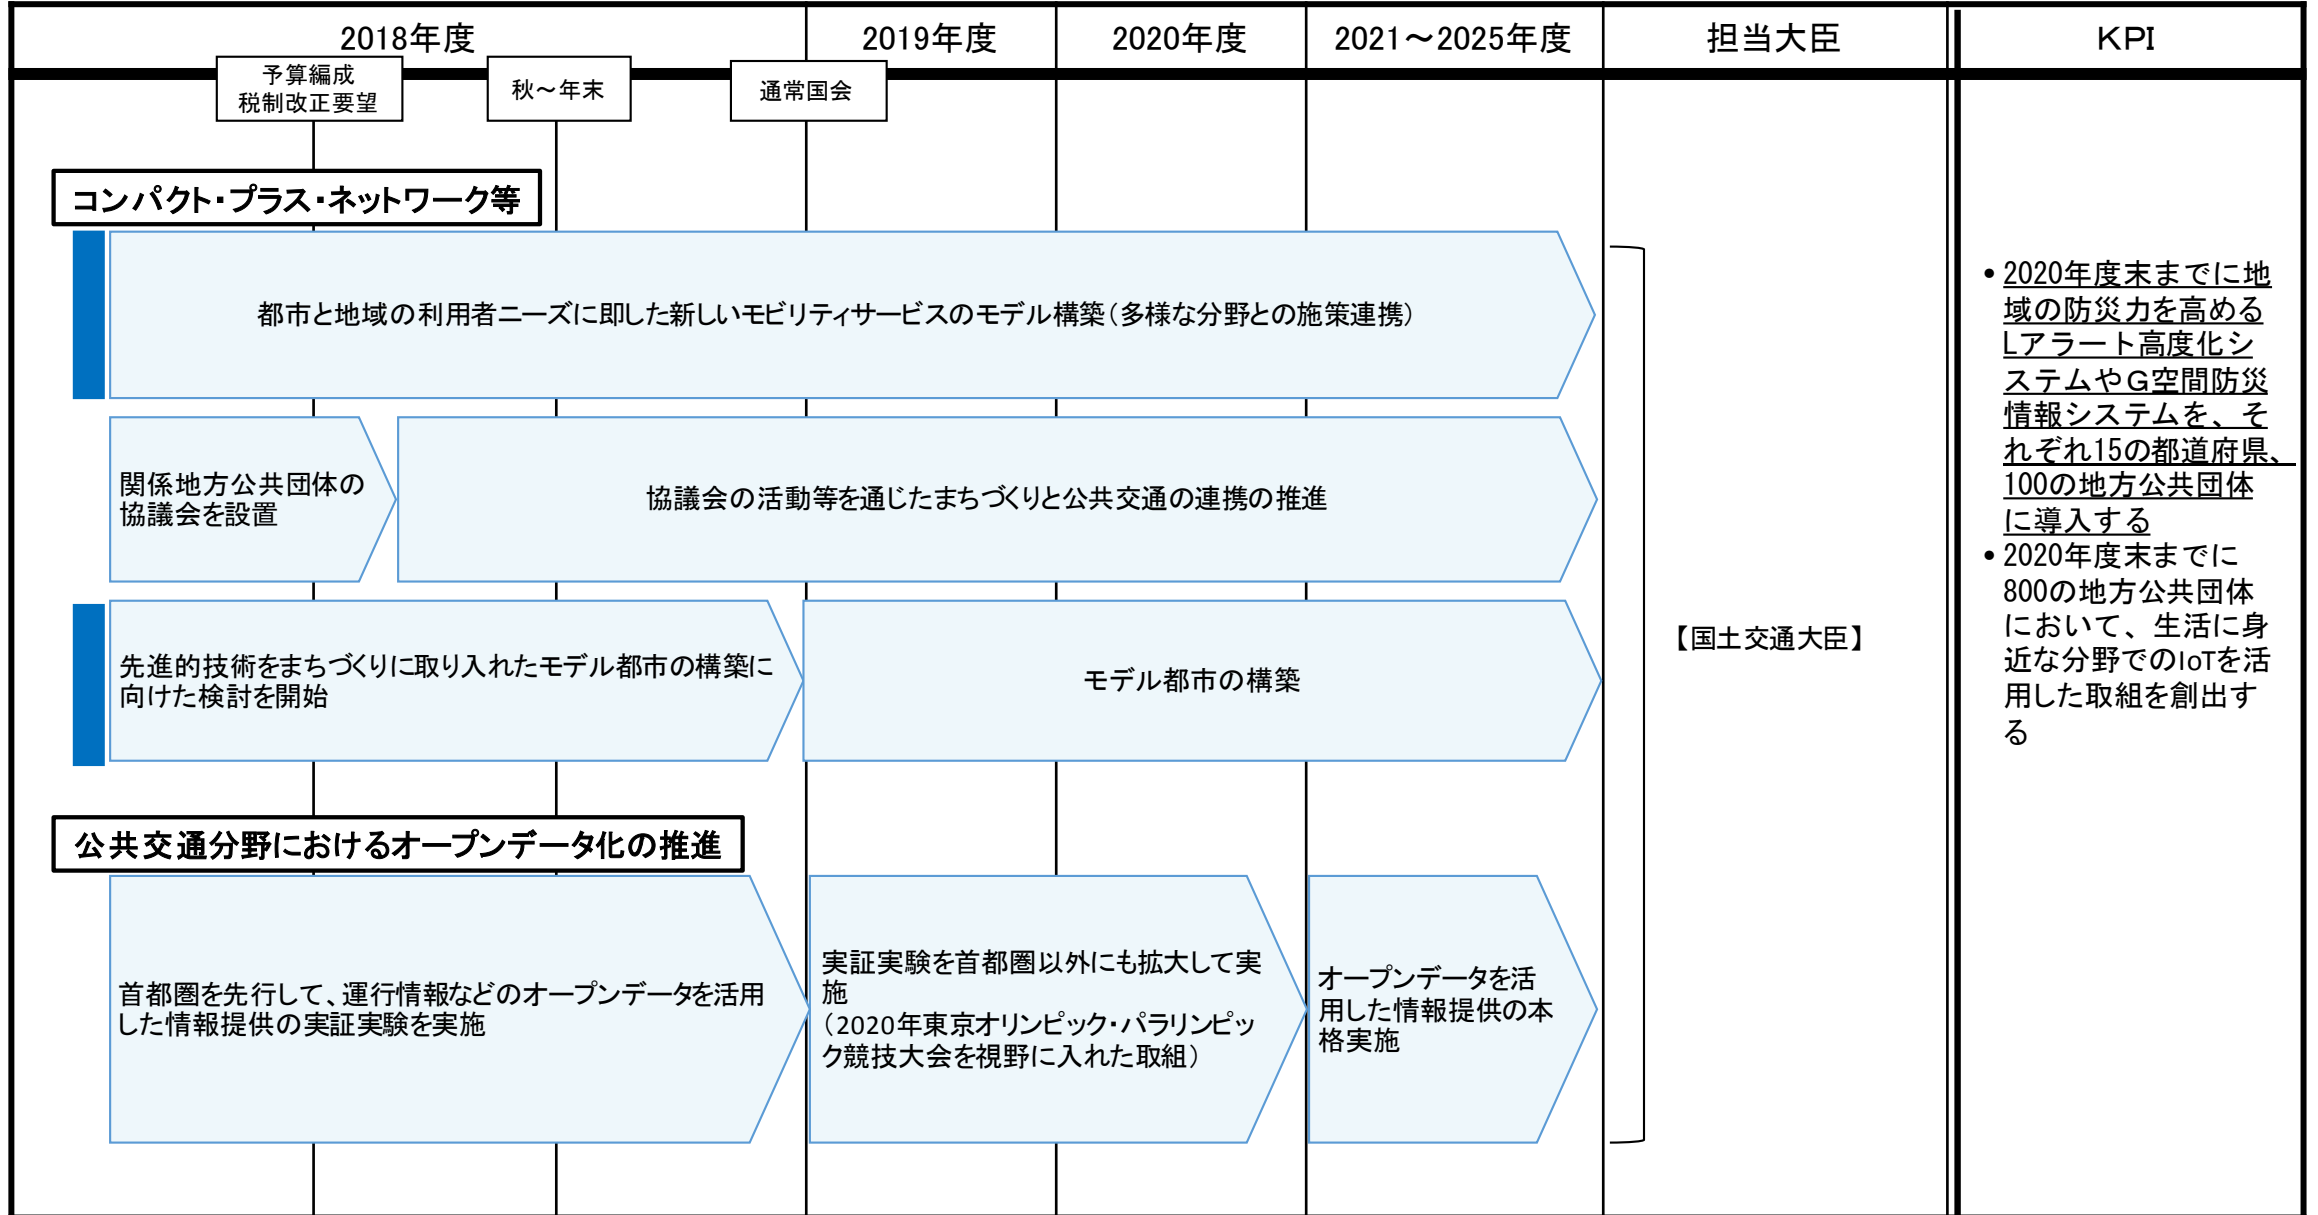 2018年度
2019年度
2020年度
2021～2025年度
担当大臣
KPI
予算編成
税制改正要望
秋～年末
通常国会
コンパクト・プラス・ネットワーク等
都市と地域の利用者ニーズに即した新しいモビリティサービスのモデル構築（多様な分野との施策連携）
関係地方公共団体の
協議会を設置
協議会の活動等を通じたまちづくりと公共交通の連携の推進
先進的技術をまちづくりに取り入れたモデル都市の構築に
向けた検討を開始
モデル都市の構築
公共交通分野におけるオープンデータ化の推進
首都圏を先行して、運行情報などのオープンデータを活用
した情報提供の実証実験を実施
実証実験を首都圏以外にも拡大して実
施
（2020年東京オリンピック・パラリンピッ
ク競技大会を視野に入れた取組）
オープンデータを活
用した情報提供の本
格実施
【国土交通大臣】
• 2020年度末までに地
域の防災力を高める
Lアラート高度化シ
ステムやＧ空間防災
情報システムを、そ
れぞれ15の都道府県、
100の地方公共団体
に導入する
• 2020年度末までに
800の地方公共団体
において、生活に身
近な分野でのIoTを活
用した取組を創出す
る